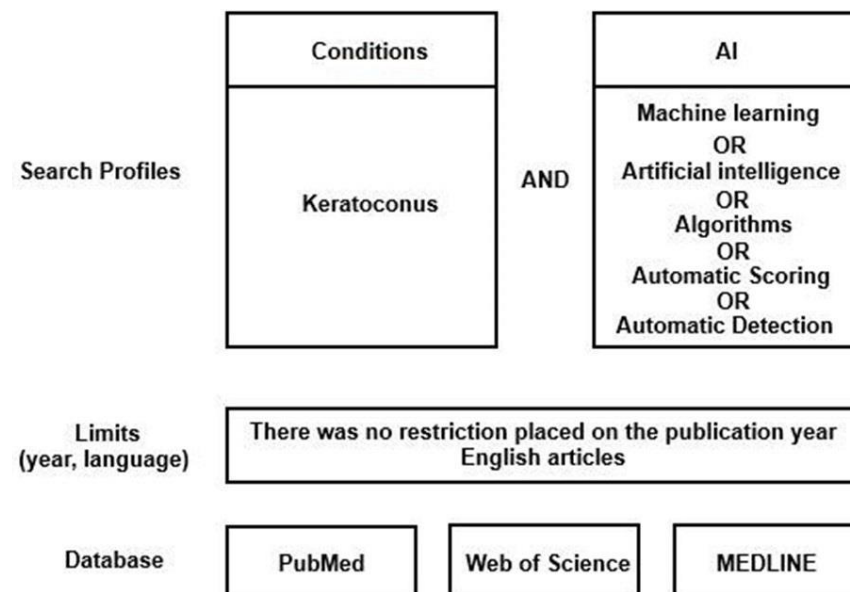 Conditions
AI
Search Profiles
Keratoconus
AND
Machine learning
OR
Artificial intelligence
OR
Algorithms
OR
Automatic Scoring
OR
Automatic Detection
Limits
(year, language)
There was no restriction placed on the publication year
English articles
Database
PubMed
Web of Science
MEDLINE